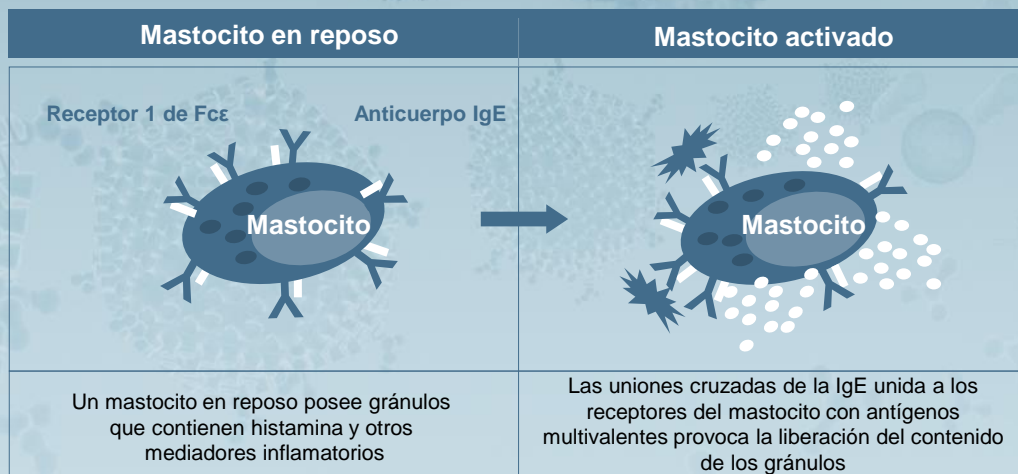 Mastocito en reposo
Mastocito activado
Receptor 1 de Fcε
Anticuerpo IgE
Mastocito
Mastocito
Un mastocito en reposo posee gránulos
que contienen histamina y otros
mediadores inflamatorios
Las uniones cruzadas de la IgE unida a los
receptores del mastocito con antígenos
multivalentes provoca la liberación del contenido
de los gránulos